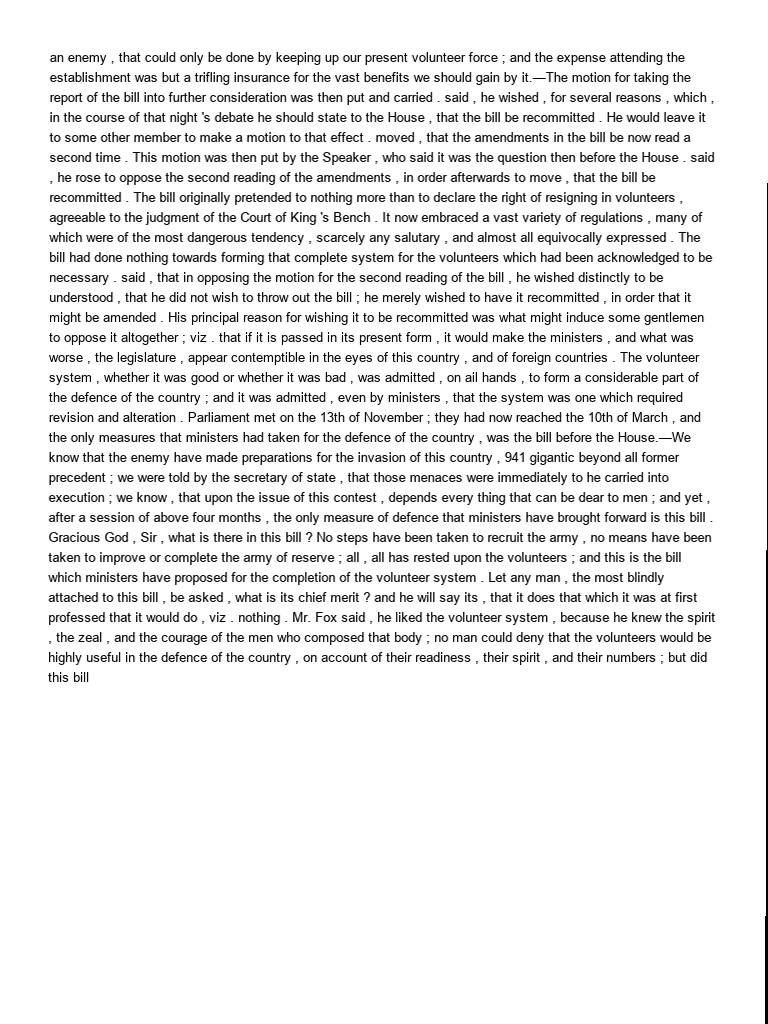 an enemy , that could only be done by keeping up our present volunteer force ; and the expense attending the
establishment was but a trifling insurance for the vast benefits we should gain by it.—The motion for taking the
report of the bill into further consideration was then put and carried . said , he wished , for several reasons , which ,
in the course of that night 's debate he should state to the House , that the bill be recommitted . He would leave it
to some other member to make a motion to that effect . moved , that the amendments in the bill be now read a
second time . This motion was then put by the Speaker , who said it was the question then before the House . said
, he rose to oppose the second reading of the amendments , in order afterwards to move , that the bill be
recommitted . The bill originally pretended to nothing more than to declare the right of resigning in volunteers ,
agreeable to the judgment of the Court of King 's Bench . It now embraced a vast variety of regulations , many of
which were of the most dangerous tendency , scarcely any salutary , and almost all equivocally expressed . The
bill had done nothing towards forming that complete system for the volunteers which had been acknowledged to be
necessary . said , that in opposing the motion for the second reading of the bill , he wished distinctly to be
understood , that he did not wish to throw out the bill ; he merely wished to have it recommitted , in order that it
might be amended . His principal reason for wishing it to be recommitted was what might induce some gentlemen
to oppose it altogether ; viz . that if it is passed in its present form , it would make the ministers , and what was
worse , the legislature , appear contemptible in the eyes of this country , and of foreign countries . The volunteer
system , whether it was good or whether it was bad , was admitted , on ail hands , to form a considerable part of
the defence of the country ; and it was admitted , even by ministers , that the system was one which required
revision and alteration . Parliament met on the 13th of November ; they had now reached the 10th of March , and
the only measures that ministers had taken for the defence of the country , was the bill before the House.—We
know that the enemy have made preparations for the invasion of this country , 941 gigantic beyond all former
precedent ; we were told by the secretary of state , that those menaces were immediately to he carried into
execution ; we know , that upon the issue of this contest , depends every thing that can be dear to men ; and yet ,
after a session of above four months , the only measure of defence that ministers have brought forward is this bill .
Gracious God , Sir , what is there in this bill ? No steps have been taken to recruit the army , no means have been
taken to improve or complete the army of reserve ; all , all has rested upon the volunteers ; and this is the bill
which ministers have proposed for the completion of the volunteer system . Let any man , the most blindly
attached to this bill , be asked , what is its chief merit ? and he will say its , that it does that which it was at first
professed that it would do , viz . nothing . Mr. Fox said , he liked the volunteer system , because he knew the spirit
, the zeal , and the courage of the men who composed that body ; no man could deny that the volunteers would be
highly useful in the defence of the country , on account of their readiness , their spirit , and their numbers ; but did
this bill